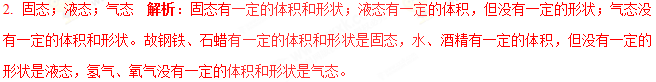 2. 固态；液态；气态 解析：固态有一定的体积和形状；液态有一定的体积，但没有一定的形状；气态没
有一定的体积和形状。故钢铁、石蜡有一定的体积和形状是固态，水、酒精有一定的体积，但没有一定的
形状是液态，氢气、氧气没有一定的体积和形状是气态。